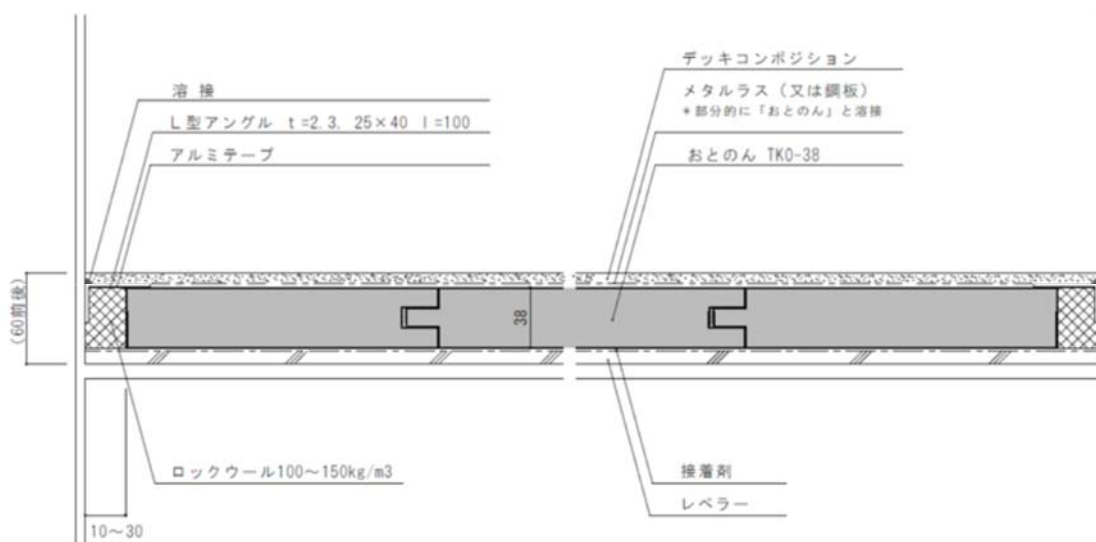 デッキコンポジション
メタルラス（又は鋼板）
＊部分的に「おとのん」と溶接
おとのん TKO-38
溶 接
L型アングル t=2.3, 25×40 l=100
アルミテープ
(60前後)
38
ロックウール100～150kg/m3
接着剤
レベラー
10～30